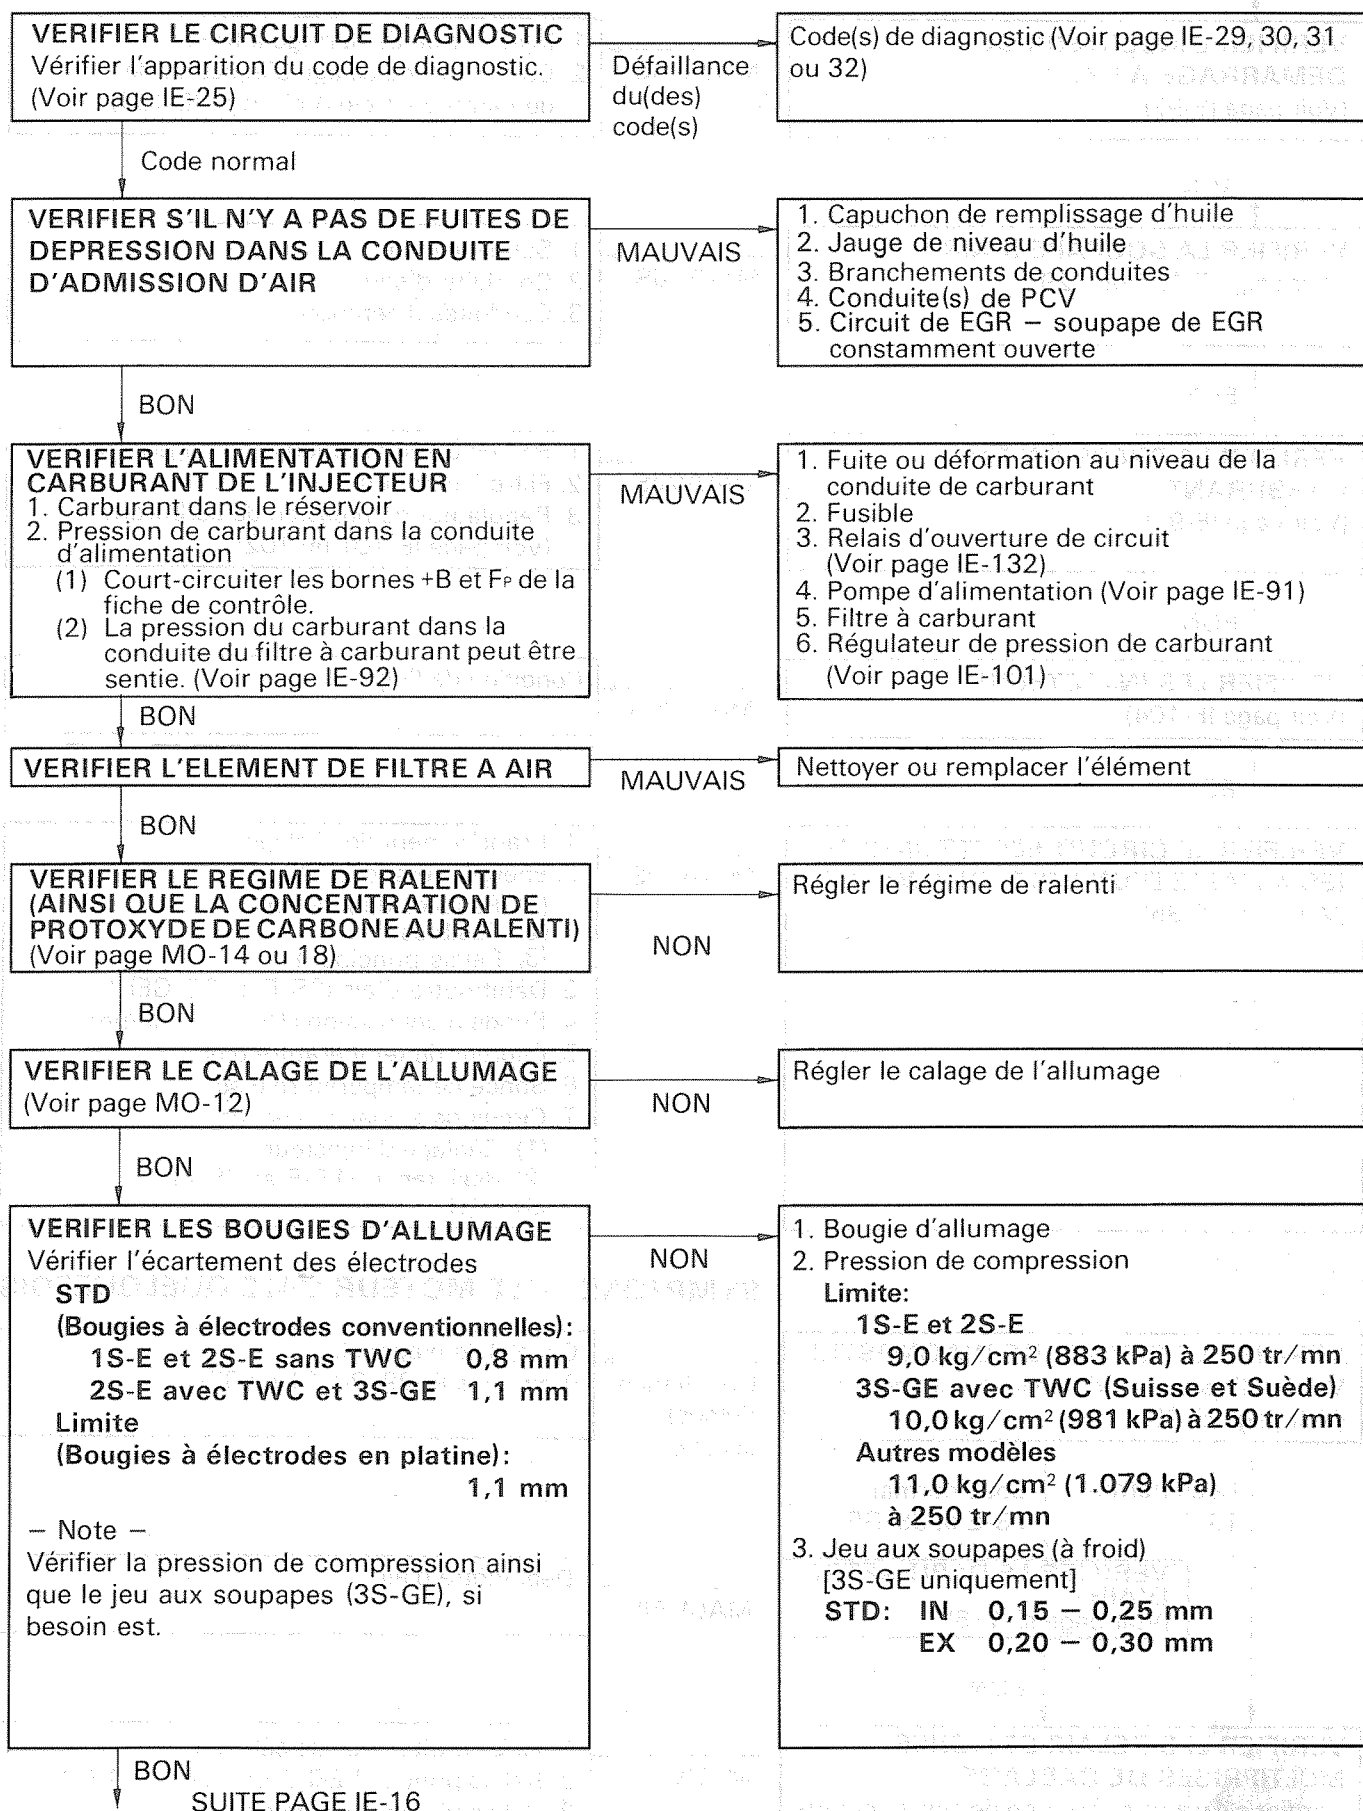 VERIFIER LE CIRCUIT DE DIAGNOSTIC
Vérifier l'apparition du code de diagnostic.
(Voir page IE-25)
Défaillance
du(des)
code(s)
Code(s) de diagnostic (Voir page IE-29, 30, 31
ou 32)
Code normal
VERIFIER S'IL N'Y A PAS DE FUITES DE
DEPRESSION DANS LA CONDUITE
D'ADMISSION D'AIR
MAUVAIS
1. Capuchon de remplissage d'huile
2. Jauge de niveau d'huile
3. Branchements de conduites
4. Conduite(s) de PCV
5. Circuit de EGR — soupape de EGR
constamment ouverte
BON
VERIFIER L'ALIMENTATION EN
CARBURANT DE L'INJECTEUR
1. Carburant dans le réservoir
2. Pression de carburant dans la conduite
d'alimentation
(1) Court-circuiter les bornes +B et FP de la
fiche de contrôle.
(2) La pression du carburant dans la
conduite du filtre à carburant peut être
sentie. (Voir page IE-92)
MAUVAIS
1. Fuite ou déformation au niveau de la
conduite de carburant
2. Fusible
3. Relais d'ouverture de circuit
(Voir page IE-132)
4. Pompe d'alimentation (Voir page IE-91)
5. Filtre à carburant
6. Régulateur de pression de carburant
(Voir page IE-101)
BON
VERIFIER L'ELEMENT DE FILTRE A AIR
MAUVAIS
Nettoyer ou remplacer l'élément
BON
VERIFIER LE REGIME DE RALENTI
(AINSI QUE LA CONCENTRATION DE
PROTOXYDE DE CARBONE AU RALENTI)
(Voir page MO-14 ou 18)
NON
Régler le régime de ralenti
BON
VERIFIER LE CALAGE DE L'ALLUMAGE
(Voir page MO-12)
NON
Régler le calage de l'allumage
BON
VERIFIER LES BOUGIES D'ALLUMAGE
Vérifier l'écartement des électrodes
STD
(Bougies à électrodes conventionnelles):
1S-E et 2S-E sans TWC 0,8 mm
2S-E avec TWC et 3S-GE 1,1 mm
Limite
(Bougies à électrodes en platine):
1,1 mm
— Note —
Vérifier la pression de compression ainsi
que le jeu aux soupapes (3S-GE), si
besoin est.
NON
1. Bougie d'allumage
2. Pression de compression
Limite:
1S-E et 2S-E
9,0 kg/cm² (883 kPa) à 250 tr/mn
3S-GE avec TWC (Suisse et Suède)
10,0 kg/cm² (981 kPa) à 250 tr/mn
Autres modèles
11,0 kg/cm² (1.079 kPa)
à 250 tr/mn
3. Jeu aux soupapes (à froid)
[3S-GE uniquement]
STD: IN 0,15 — 0,25 mm
EX 0,20 — 0,30 mm
BON
SUITE PAGE IE-16